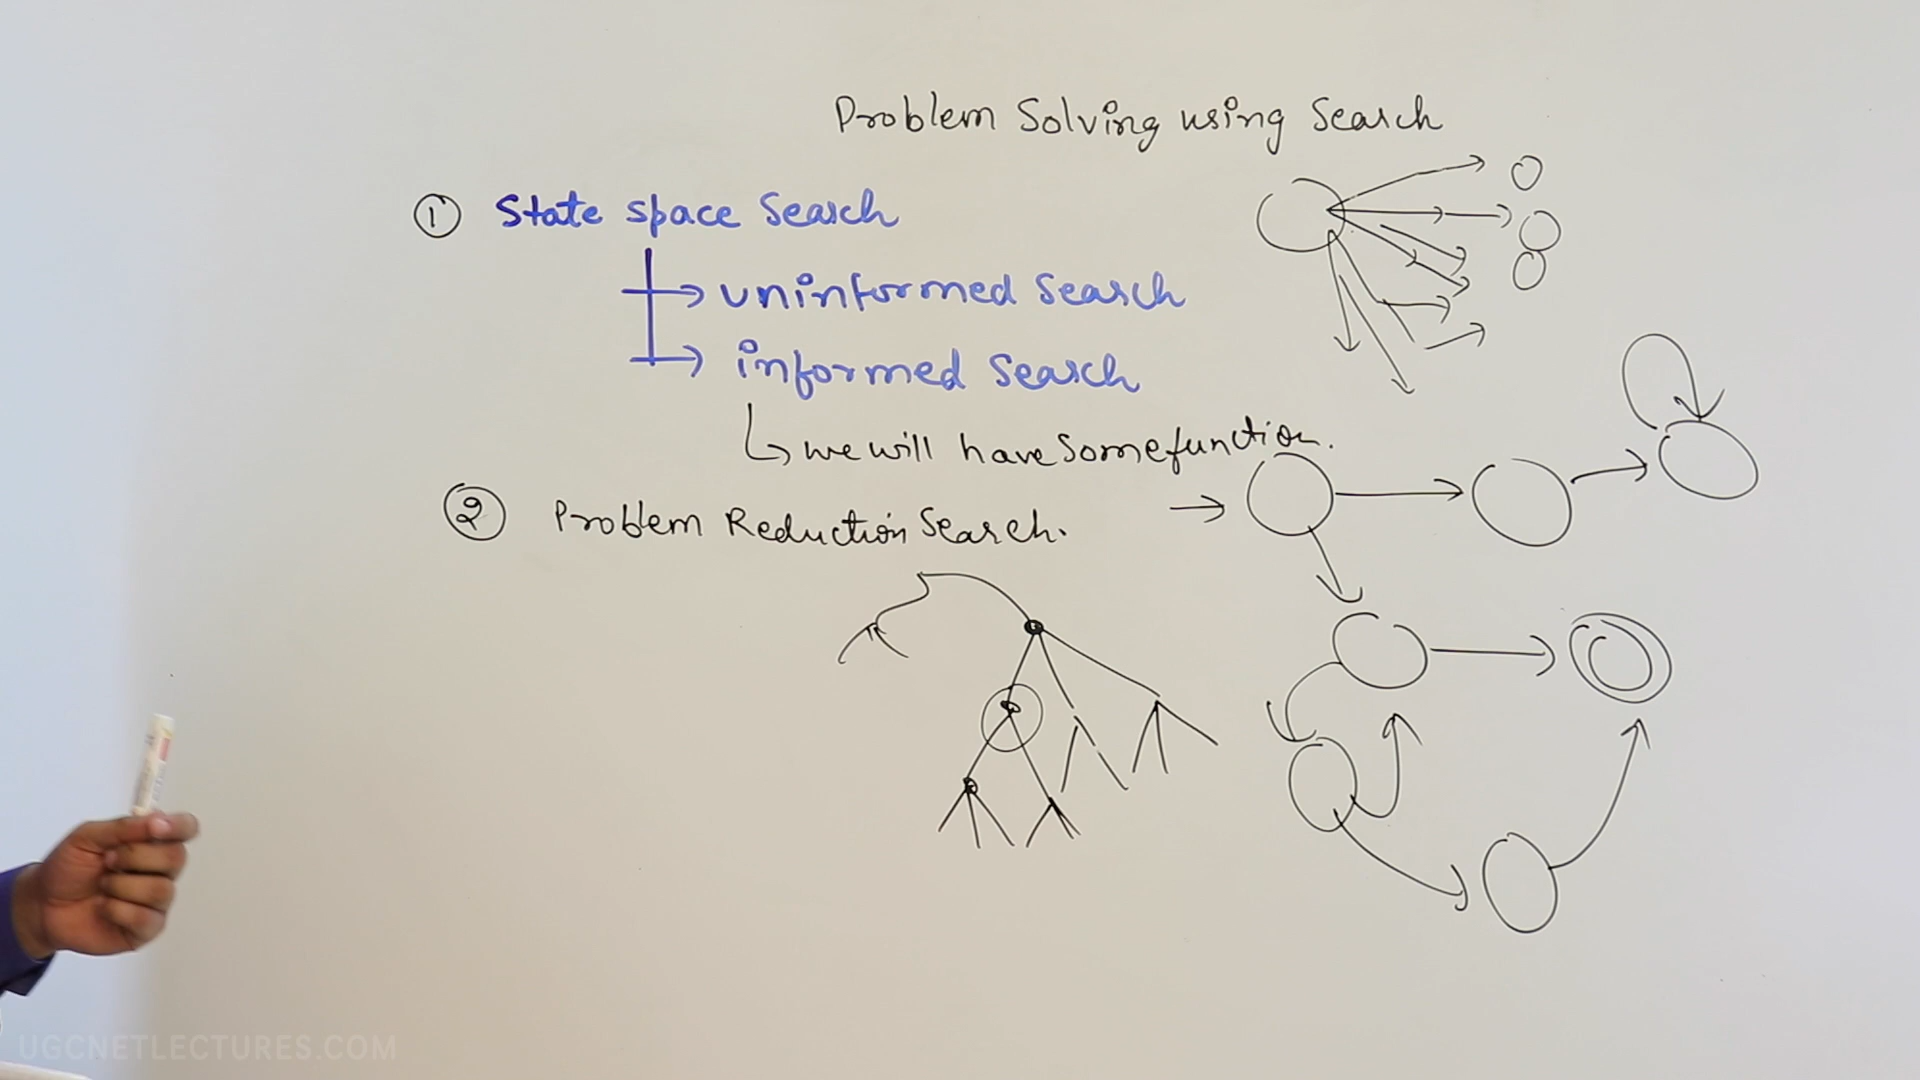 Problem Solving using Search
① State space Search
uninformed Search
informed Search
we will have some function.
② Problem Reduction Search.
UGCNETLECTURES.COM